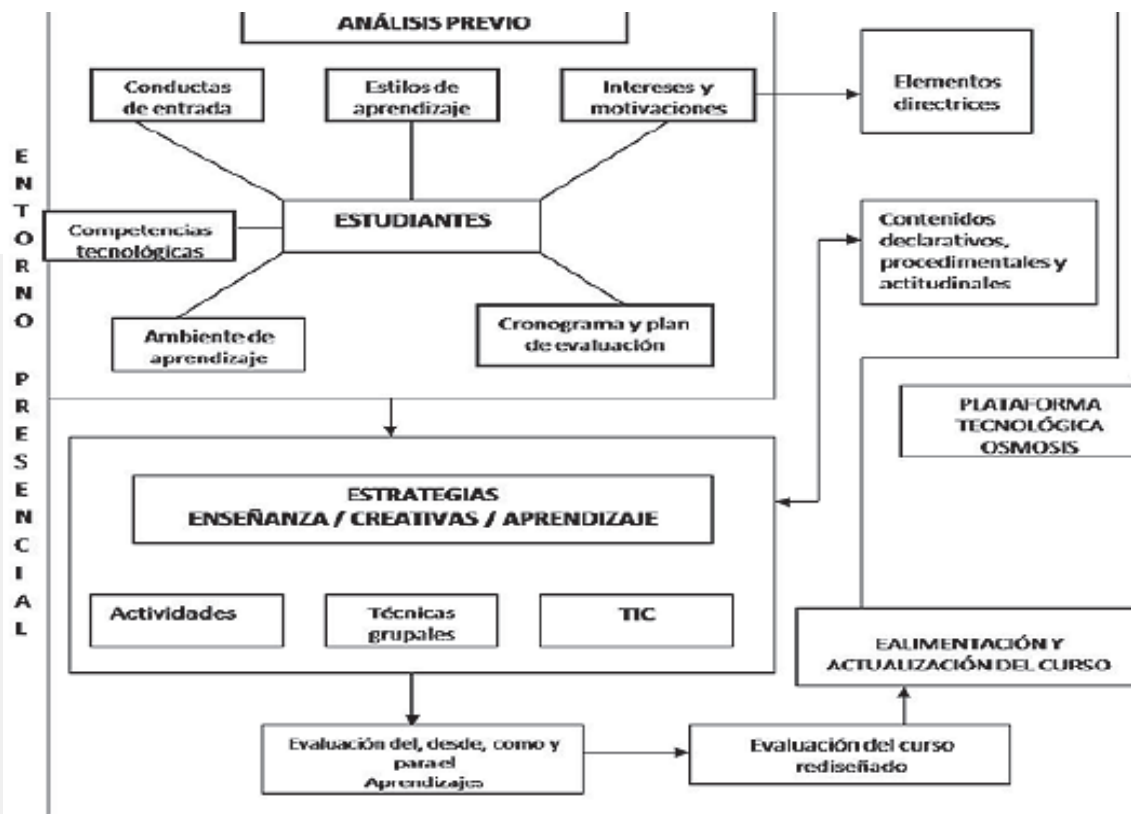 ANÁLISIS PREVIO
Conductas
de entrada
Estilos de
aprendizaje
Intereses y
motivaciones
Elementos
directrices
ENTORNO PRESENCIAL
Competencias
tecnológicas
ESTUDIANTES
Contenidos
declarativos,
procedimentales y
actitudinales
Ambiente de
aprendizaje
Cronograma y plan
de evaluación
PLATAFORMA
TECNOLÓGICA
OSMOSIS
ESTRATEGIAS
ENSEÑANZA / CREATIVAS / APRENDIZAJE
Actividades
Técnicas
grupales
TIC
EALIMENTACIÓN Y
ACTUALIZACIÓN DEL CURSO
Evaluación del, desde, como y
para el
Aprendizajes
Evaluación del curso
rediseñado